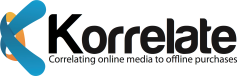 Korrelate
Correlating online media to offline purchases